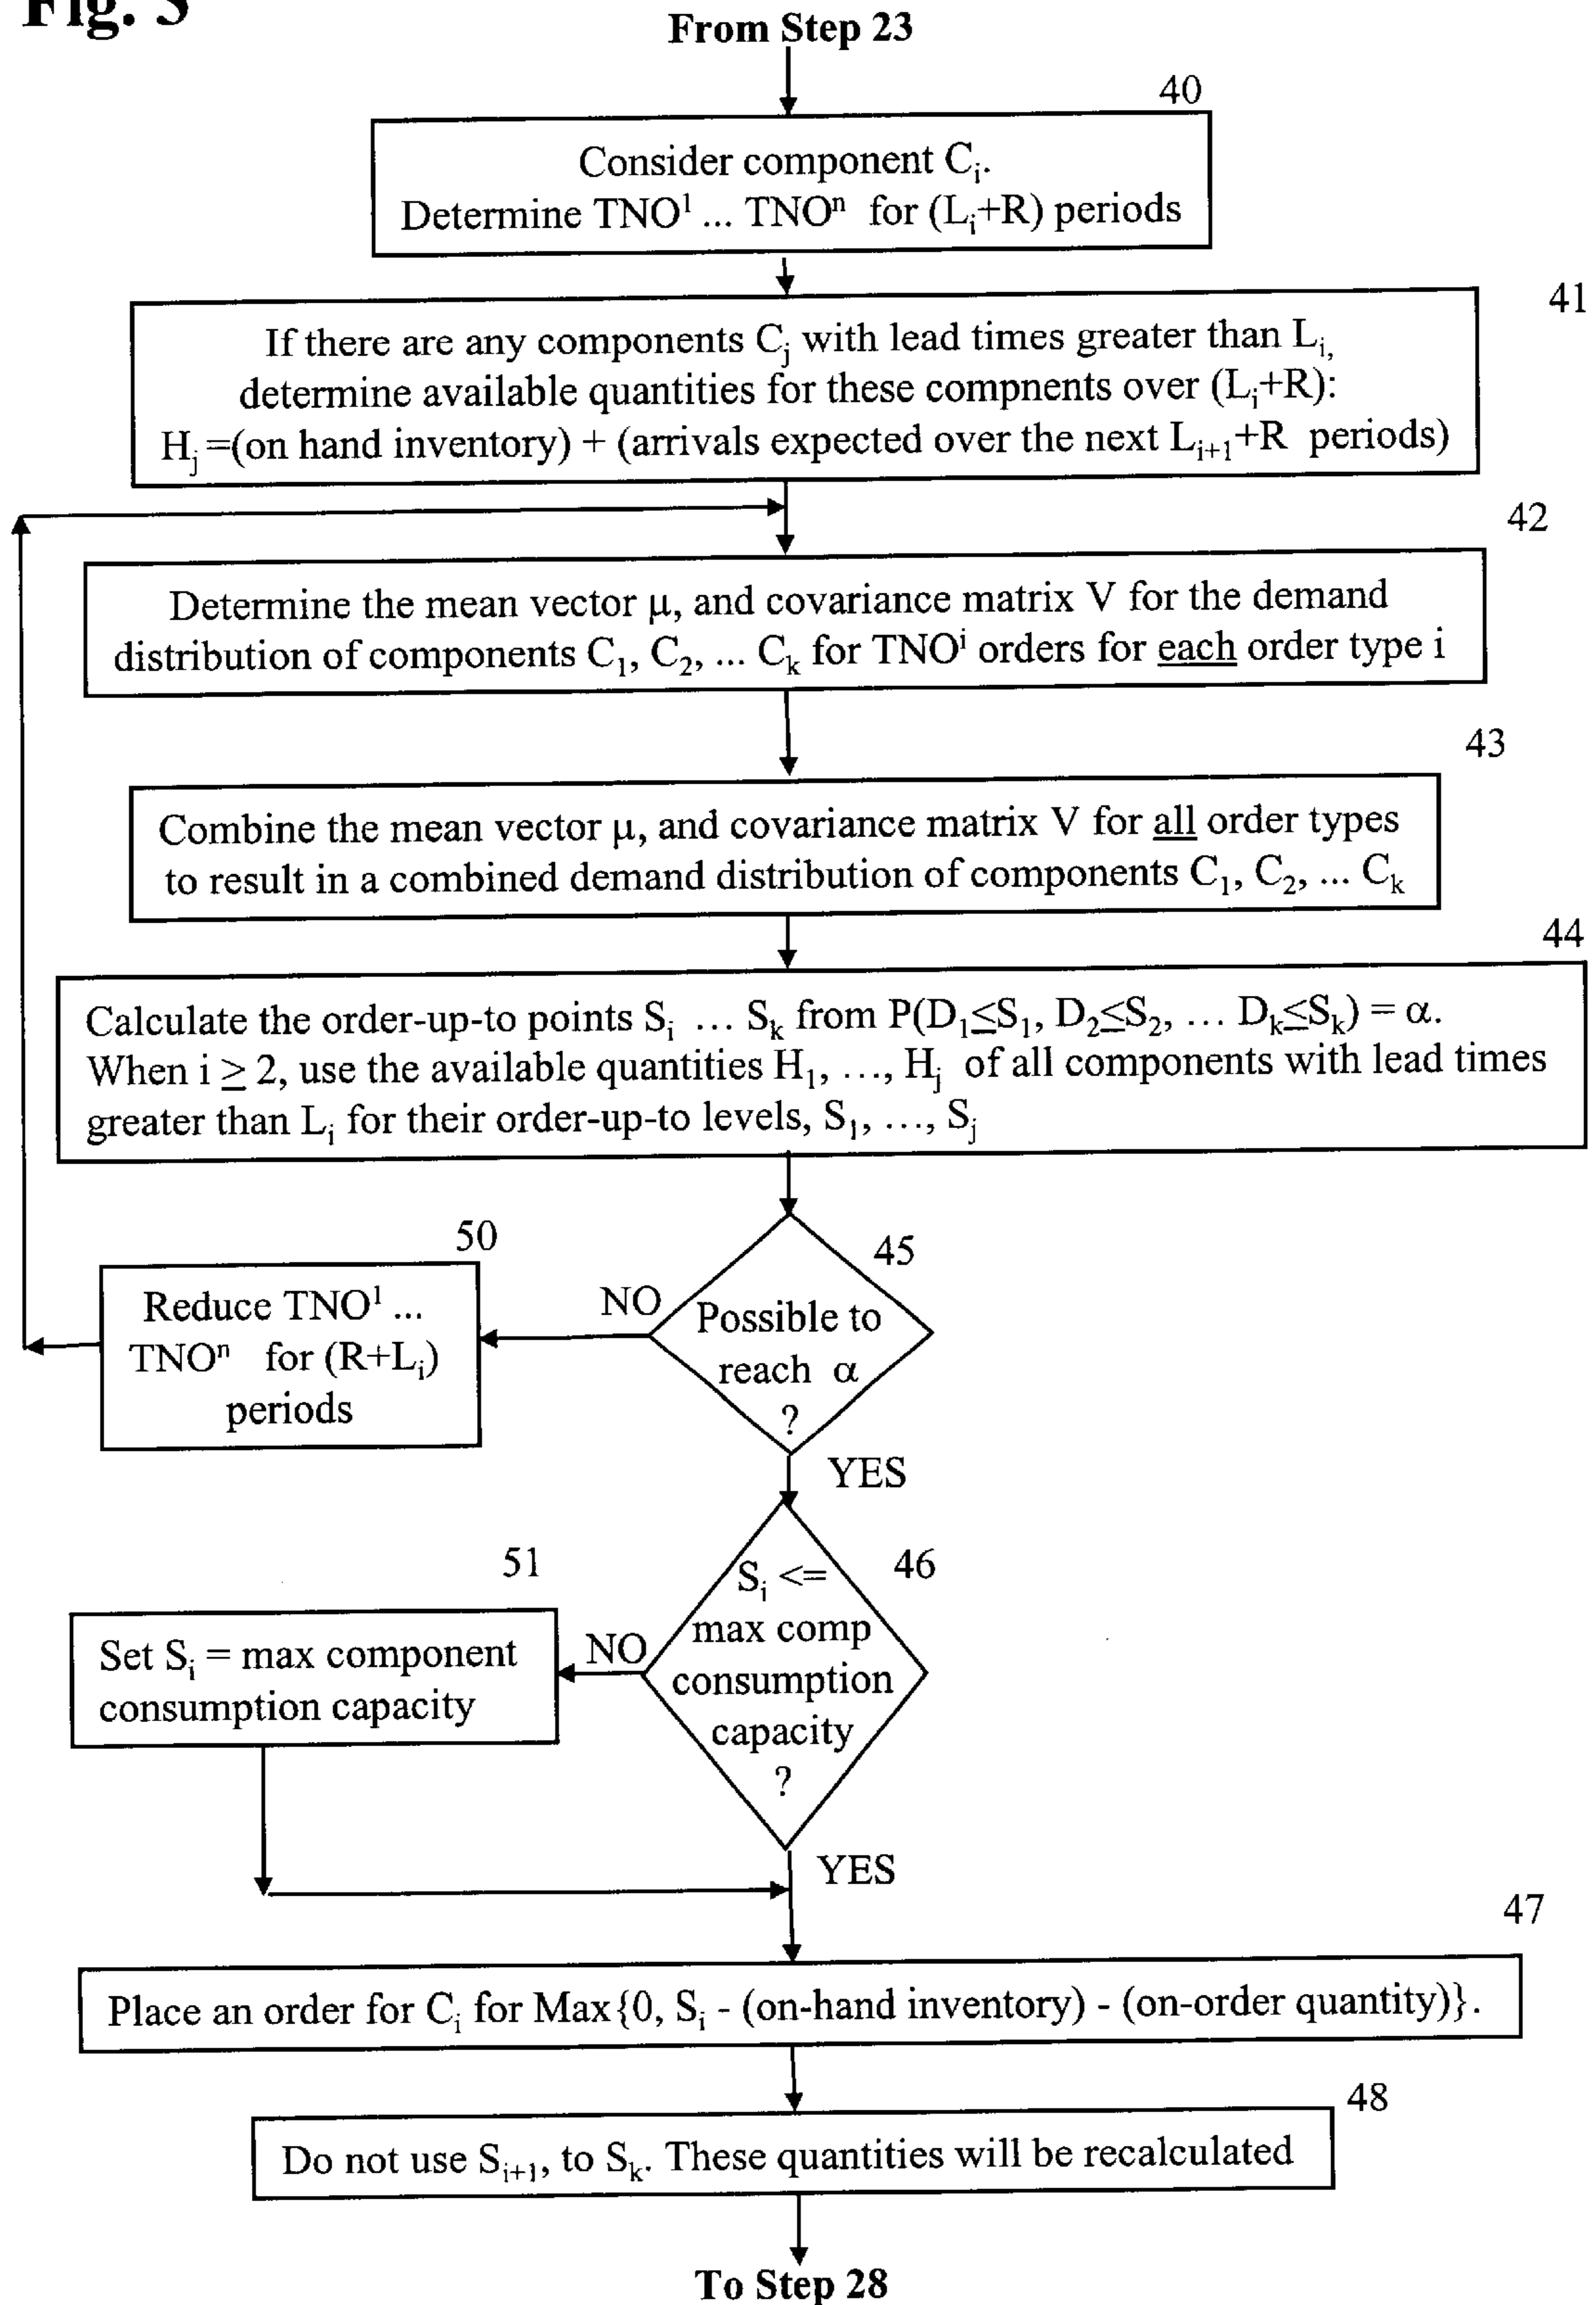 Fig. 5
From Step 23
40
Consider component Cᵢ.
Determine TNO¹ ... TNOⁿ for (Lᵢ+R) periods
41
If there are any components Cⱼ with lead times greater than Lᵢ,
determine available quantities for these compnents over (Lᵢ+R):
Hⱼ =(on hand inventory) + (arrivals expected over the next Lᵢ₊₁+R periods)
42
Determine the mean vector μ, and covariance matrix V for the demand
distribution of components C₁, C₂, ... Cₖ for TNOⁱ orders for each order type i
43
Combine the mean vector μ, and covariance matrix V for all order types
to result in a combined demand distribution of components C₁, C₂, ... Cₖ
44
Calculate the order-up-to points Sᵢ ... Sₖ from P(D₁≤S₁, D₂≤S₂, ... Dₖ≤Sₖ) = α.
When i ≥ 2, use the available quantities H₁, ..., Hⱼ of all components with lead times
greater than Lᵢ for their order-up-to levels, S₁, ..., Sⱼ
50
Reduce TNO¹ ...
TNOⁿ for (R+Lᵢ)
periods
NO
45
Possible to
reach α
?
YES
51
Set Sᵢ = max component
consumption capacity
NO
46
Sᵢ <=
max comp
consumption
capacity
?
YES
47
Place an order for Cᵢ for Max{0, Sᵢ - (on-hand inventory) - (on-order quantity)}.
48
Do not use Sᵢ₊₁, to Sₖ. These quantities will be recalculated
To Step 28